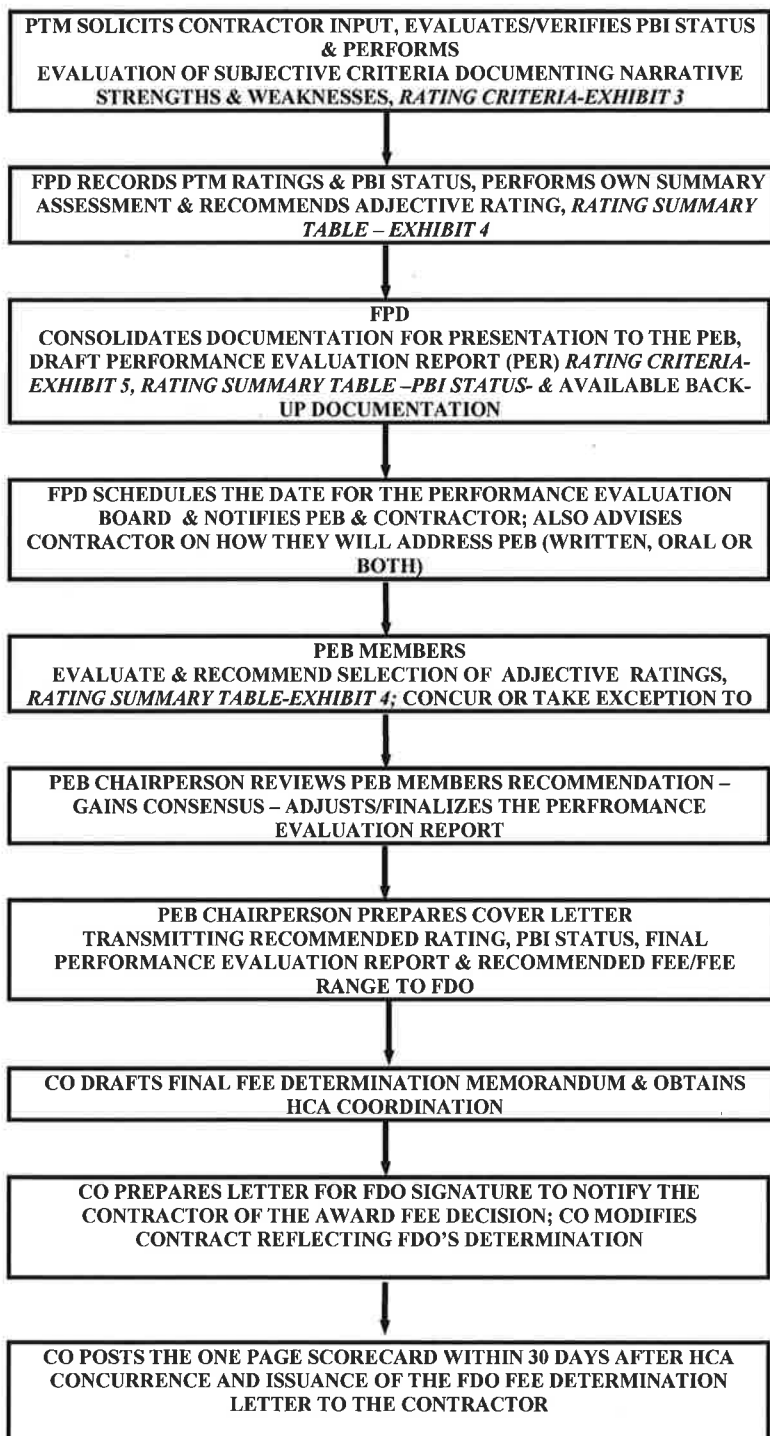 PTM SOLICITS CONTRACTOR INPUT, EVALUATES/VERIFIES PBI STATUS
& PERFORMS
EVALUATION OF SUBJECTIVE CRITERIA DOCUMENTING NARRATIVE
STRENGTHS & WEAKNESSES, RATING CRITERIA-EXHIBIT 3
FPD RECORDS PTM RATINGS & PBI STATUS, PERFORMS OWN SUMMARY
ASSESSMENT & RECOMMENDS ADJECTIVE RATING, RATING SUMMARY
TABLE – EXHIBIT 4
FPD
CONSOLIDATES DOCUMENTATION FOR PRESENTATION TO THE PEB,
DRAFT PERFORMANCE EVALUATION REPORT (PER) RATING CRITERIA-
EXHIBIT 5, RATING SUMMARY TABLE –PBI STATUS- & AVAILABLE BACK-
UP DOCUMENTATION
FPD SCHEDULES THE DATE FOR THE PERFORMANCE EVALUATION
BOARD & NOTIFIES PEB & CONTRACTOR; ALSO ADVISES
CONTRACTOR ON HOW THEY WILL ADDRESS PEB (WRITTEN, ORAL OR
BOTH)
PEB MEMBERS
EVALUATE & RECOMMEND SELECTION OF ADJECTIVE RATINGS,
RATING SUMMARY TABLE-EXHIBIT 4; CONCUR OR TAKE EXCEPTION TO
PEB CHAIRPERSON REVIEWS PEB MEMBERS RECOMMENDATION –
GAINS CONSENSUS – ADJUSTS/FINALIZES THE PERFROMANCE
EVALUATION REPORT
PEB CHAIRPERSON PREPARES COVER LETTER
TRANSMITTING RECOMMENDED RATING, PBI STATUS, FINAL
PERFORMANCE EVALUATION REPORT & RECOMMENDED FEE/FEE
RANGE TO FDO
CO DRAFTS FINAL FEE DETERMINATION MEMORANDUM & OBTAINS
HCA COORDINATION
CO PREPARES LETTER FOR FDO SIGNATURE TO NOTIFY THE
CONTRACTOR OF THE AWARD FEE DECISION; CO MODIFIES
CONTRACT REFLECTING FDO'S DETERMINATION
CO POSTS THE ONE PAGE SCORECARD WITHIN 30 DAYS AFTER HCA
CONCURRENCE AND ISSUANCE OF THE FDO FEE DETERMINATION
LETTER TO THE CONTRACTOR